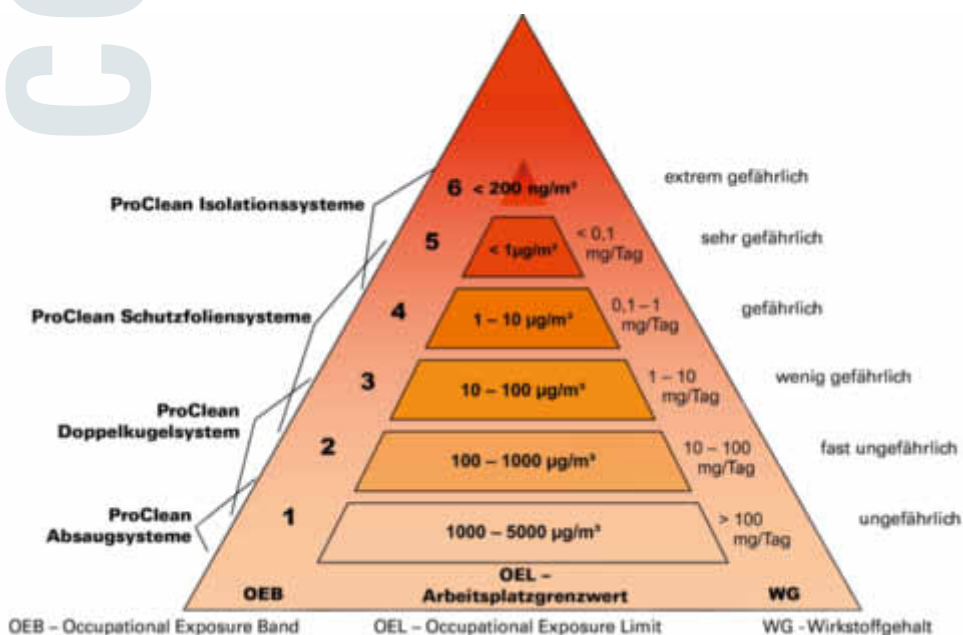 CO
6 < 200 ng/m³
extrem gefährlich
ProClean Isolationssysteme
5
< 1µg/m³
< 0,1
mg/Tag
sehr gefährlich
ProClean Schutzfoliensysteme
4
1 – 10 µg/m³
0,1 – 1
mg/Tag
gefährlich
3
10 – 100 µg/m³
1 – 10
mg/Tag
wenig gefährlich
ProClean
Doppelkugelsystem
2
100 – 1000 µg/m³
10 – 100
mg/Tag
fast ungefährlich
ProClean
Absaugsysteme
1
1000 – 5000 µg/m³
> 100
mg/Tag
ungefährlich
OEB
OEL –
Arbeitsplatzgrenzwert
WG
OEB – Occupational Exposure Band
OEL – Occupational Exposure Limit
WG - Wirkstoffgehalt